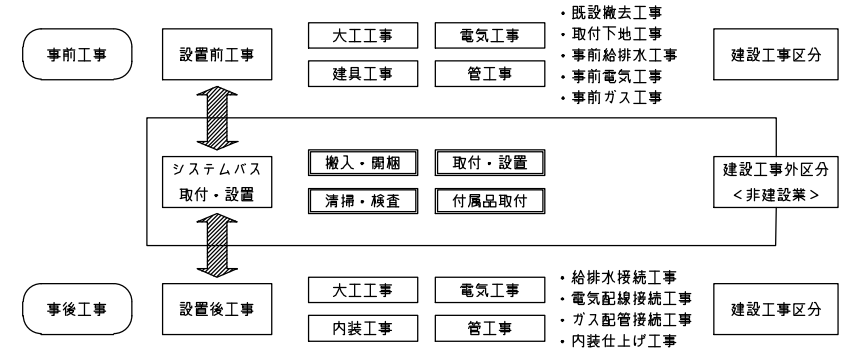 事前工事
設置前工事
大工工事
電気工事
建具工事
管工事
・既設撤去工事
・取付下地工事
・事前給排水工事
・事前電気工事
・事前ガス工事
建設工事区分
システムバス
取付・設置
搬入・開梱
取付・設置
清掃・検査
付属品取付
建設工事外区分
<非建設業>
事後工事
設置後工事
大工工事
電気工事
内装工事
管工事
・給排水接続工事
・電気配線接続工事
・ガス配管接続工事
・内装仕上げ工事
建設工事区分